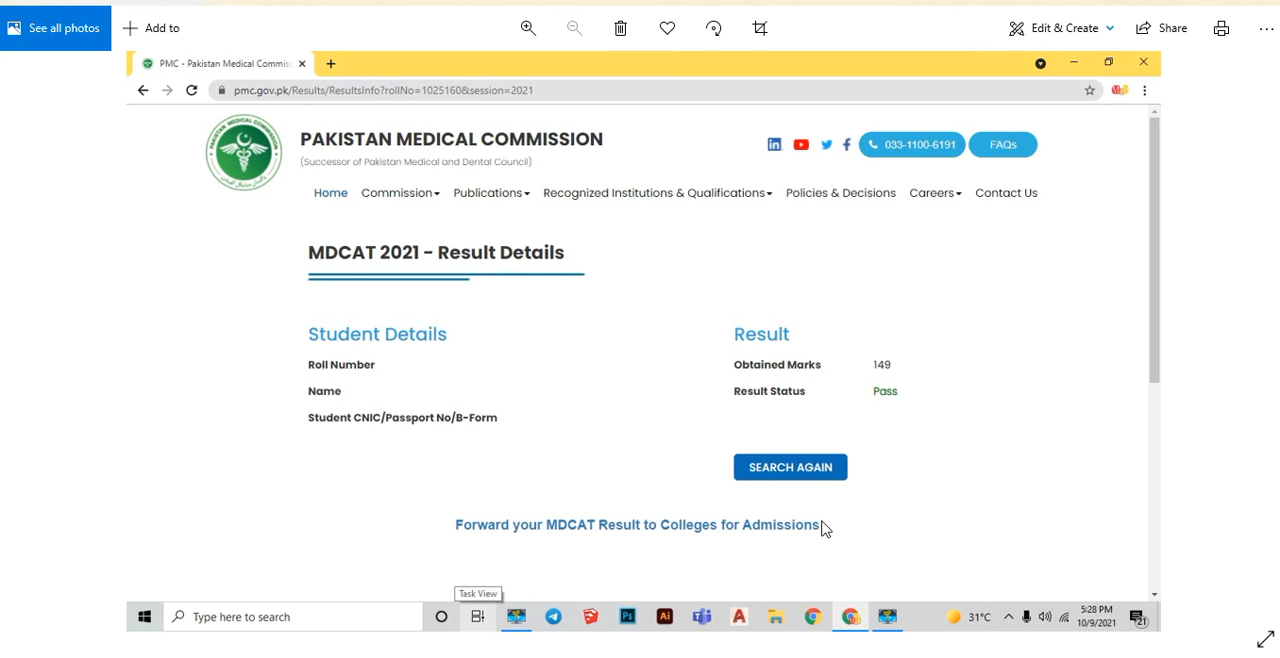 See all photos
Add to
Edit & Create
Share
PMC - Pakistan Medical Commis
pmc.gov.pk/Results/ResultsInfo?rollNo=1025160&session=2021
PAKISTAN MEDICAL COMMISSION
(Successor of Pakistan Medical and Dental Council)
033-1100-6191
FAQs
Home Commission Publications Recognized Institutions & Qualifications Policies & Decisions Careers Contact Us
MDCAT 2021 - Result Details
Student Details
Roll Number
Name
Student CNIC/Passport No/B-Form
Result
Obtained Marks 149
Result Status Pass
SEARCH AGAIN
Forward your MDCAT Result to Colleges for Admissions
Task View
Type here to search
Ps
Ai
31°C
5:28 PM
10/9/2021
21